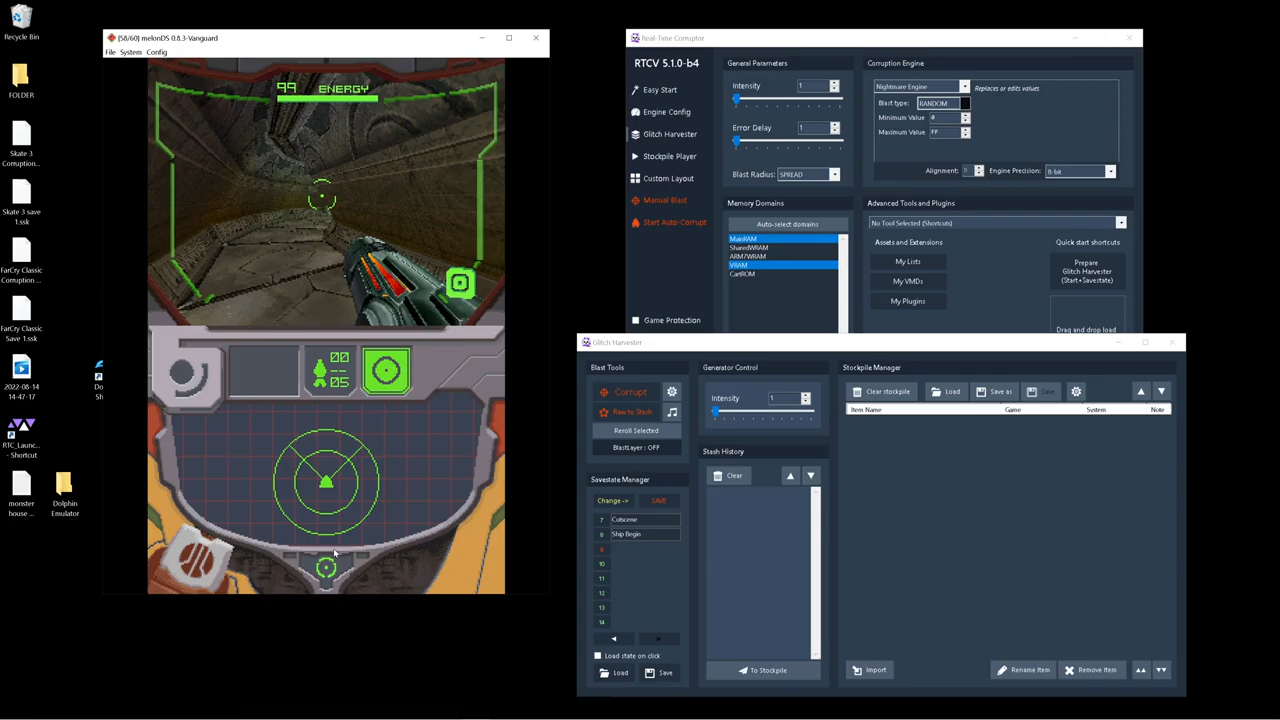 Recycle Bin
FOLDER
Skate 3
Corruption...
Skate 3 save
1.ssk
FarCry Classic
Corruption ...
FarCry Classic
Save 1.ssk
2022-08-14
14-47-17
Do
Sh
RTC_Launc...
- Shortcut
monster
house ...
Dolphin
Emulator
[58/60] melonDS 0.8.3-Vanguard
File System Config
99 ENERGY
00
--
05
Real-Time Corruptor
RTCV 5.1.0-b4
Easy Start
Engine Config
Glitch Harvester
Stockpile Player
Custom Layout
Manual Blast
Start Auto-Corrupt
Game Protection
General Parameters
Intensity 1
Error Delay 1
Blast Radius: SPREAD
Memory Domains
Auto-select domains
MainRAM
SharedWRAM
ARM7WRAM
VRAM
CartROM
Corruption Engine
Nightmare Engine Replaces or edits values
Blast type: RANDOM
Minimum Value 0
Maximum Value FF
Alignment: 0 Engine Precision: 8-bit
Advanced Tools and Plugins
No Tool Selected (Shortcuts)
Assets and Extensions
My Lists
My VMDs
My Plugins
Quick start shortcuts
Prepare
Glitch Harvester
(Start+Savestate)
Drag and drop load
Glitch Harvester
Blast Tools
Corrupt
Raw to Stash
Reroll Selected
BlastLayer : OFF
Savestate Manager
Change -> SAVE
7 Cutscene
8 Ship Begin
9
10
11
12
13
14
Load state on click
Load Save
Generator Control
Intensity 1
Stash History
Clear
To Stockpile
Stockpile Manager
Clear stockpile Load Save as Save
Item Name Game System Note
Import Rename Item Remove Item